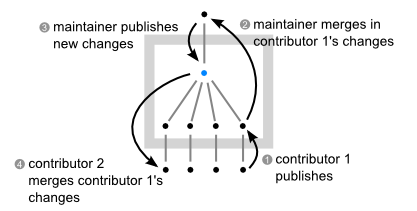 ❸ maintainer publishes
new changes
❷ maintainer merges in
contributor 1's changes
❹ contributor 2
merges contributor 1's
changes
❶ contributor 1
publishes